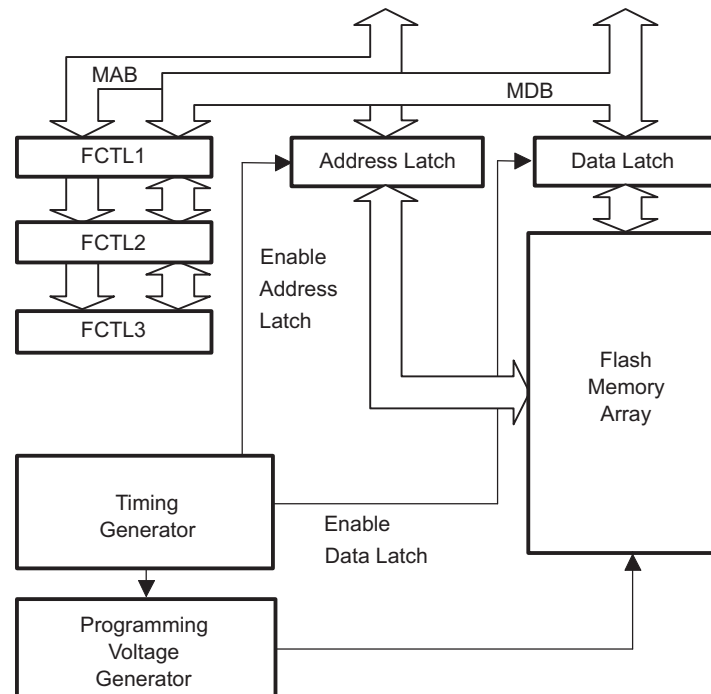 MAB
MDB
FCTL1
Address Latch
Data Latch
FCTL2
Enable
Address
Latch
FCTL3
Flash
Memory
Array
Timing
Generator
Enable
Data Latch
Programming
Voltage
Generator